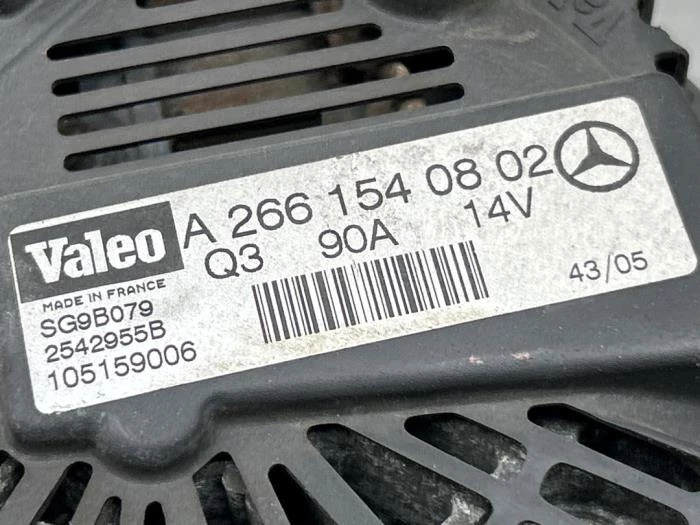 A 266 154 08 02
Valeo
Q3 90A 14V
MADE IN FRANCE
SG9B079
2542955B
105159006
43/05